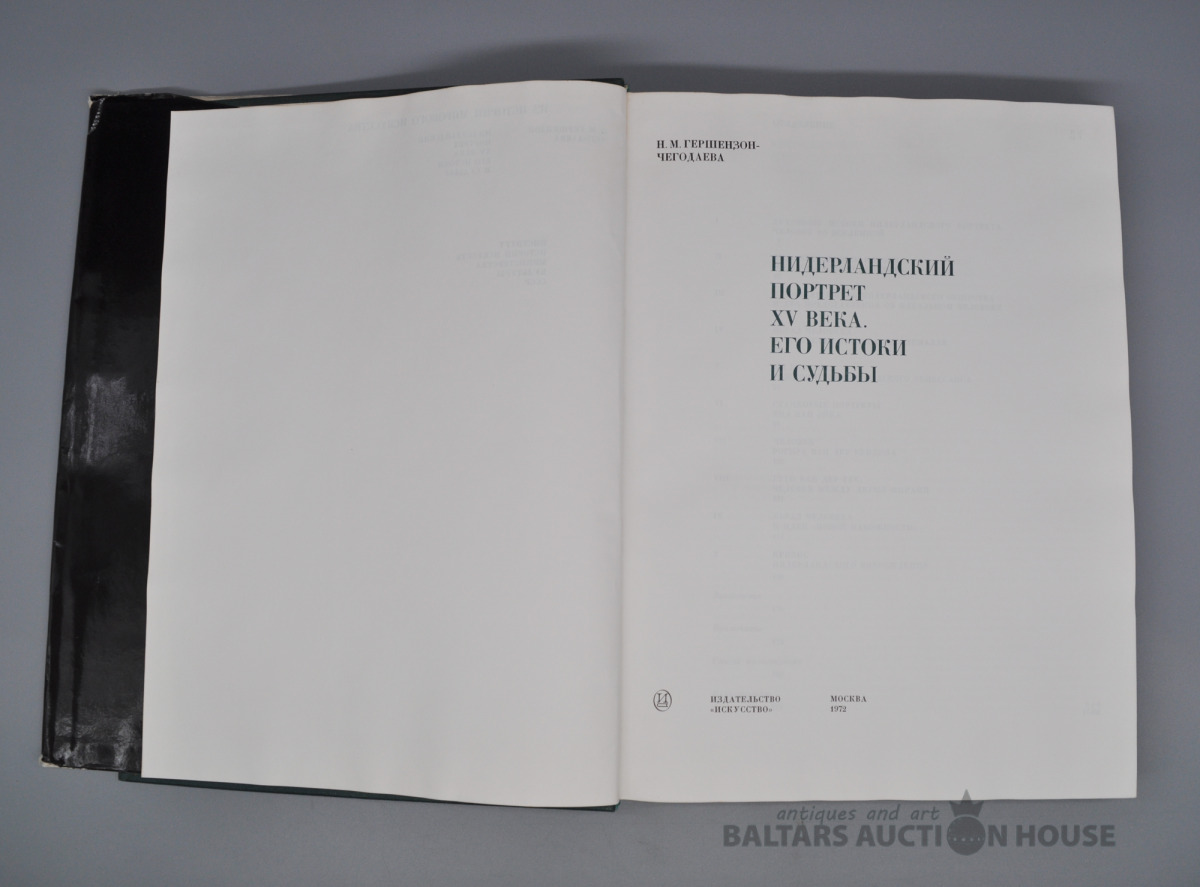 Н. М. ГЕРШЕНЗОН-
ЧЕГОДАЕВА
НИДЕРЛАНДСКИЙ
ПОРТРЕТ
XV ВЕКА.
ЕГО ИСТОКИ
И СУДЬБЫ
ИЗДАТЕЛЬСТВО
«ИСКУССТВО»
МОСКВА
1972
antiques and art
BALTARS AUCTION HOUSE